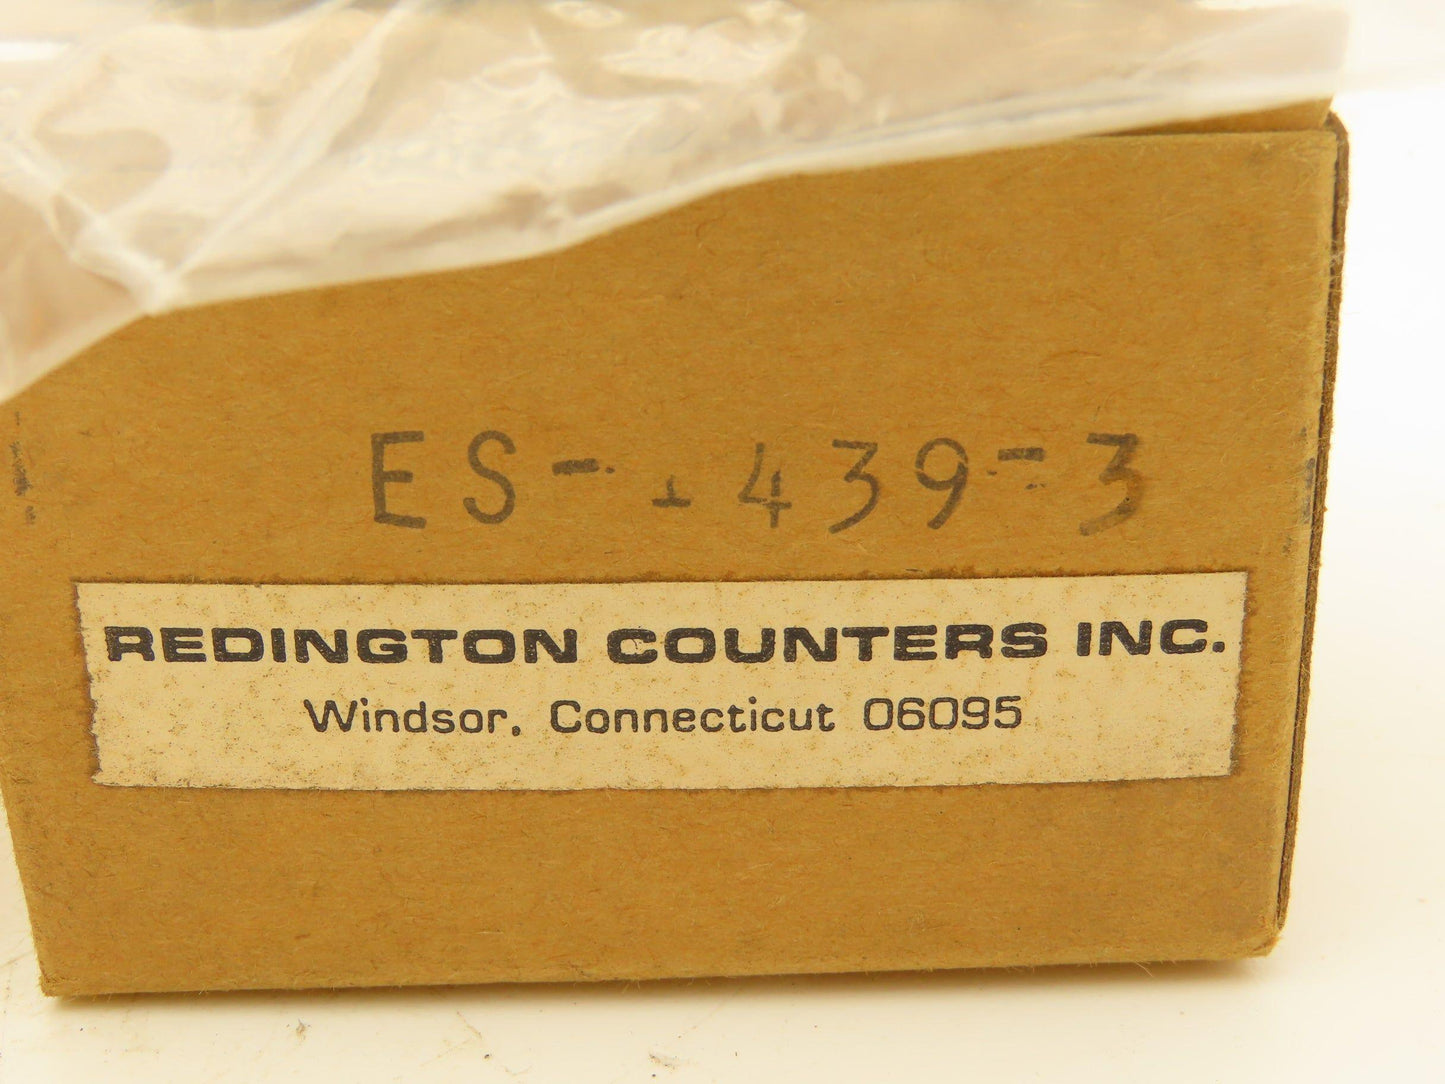 ES-1439-3
REDINGTON COUNTERS INC.
Windsor, Connecticut 06095